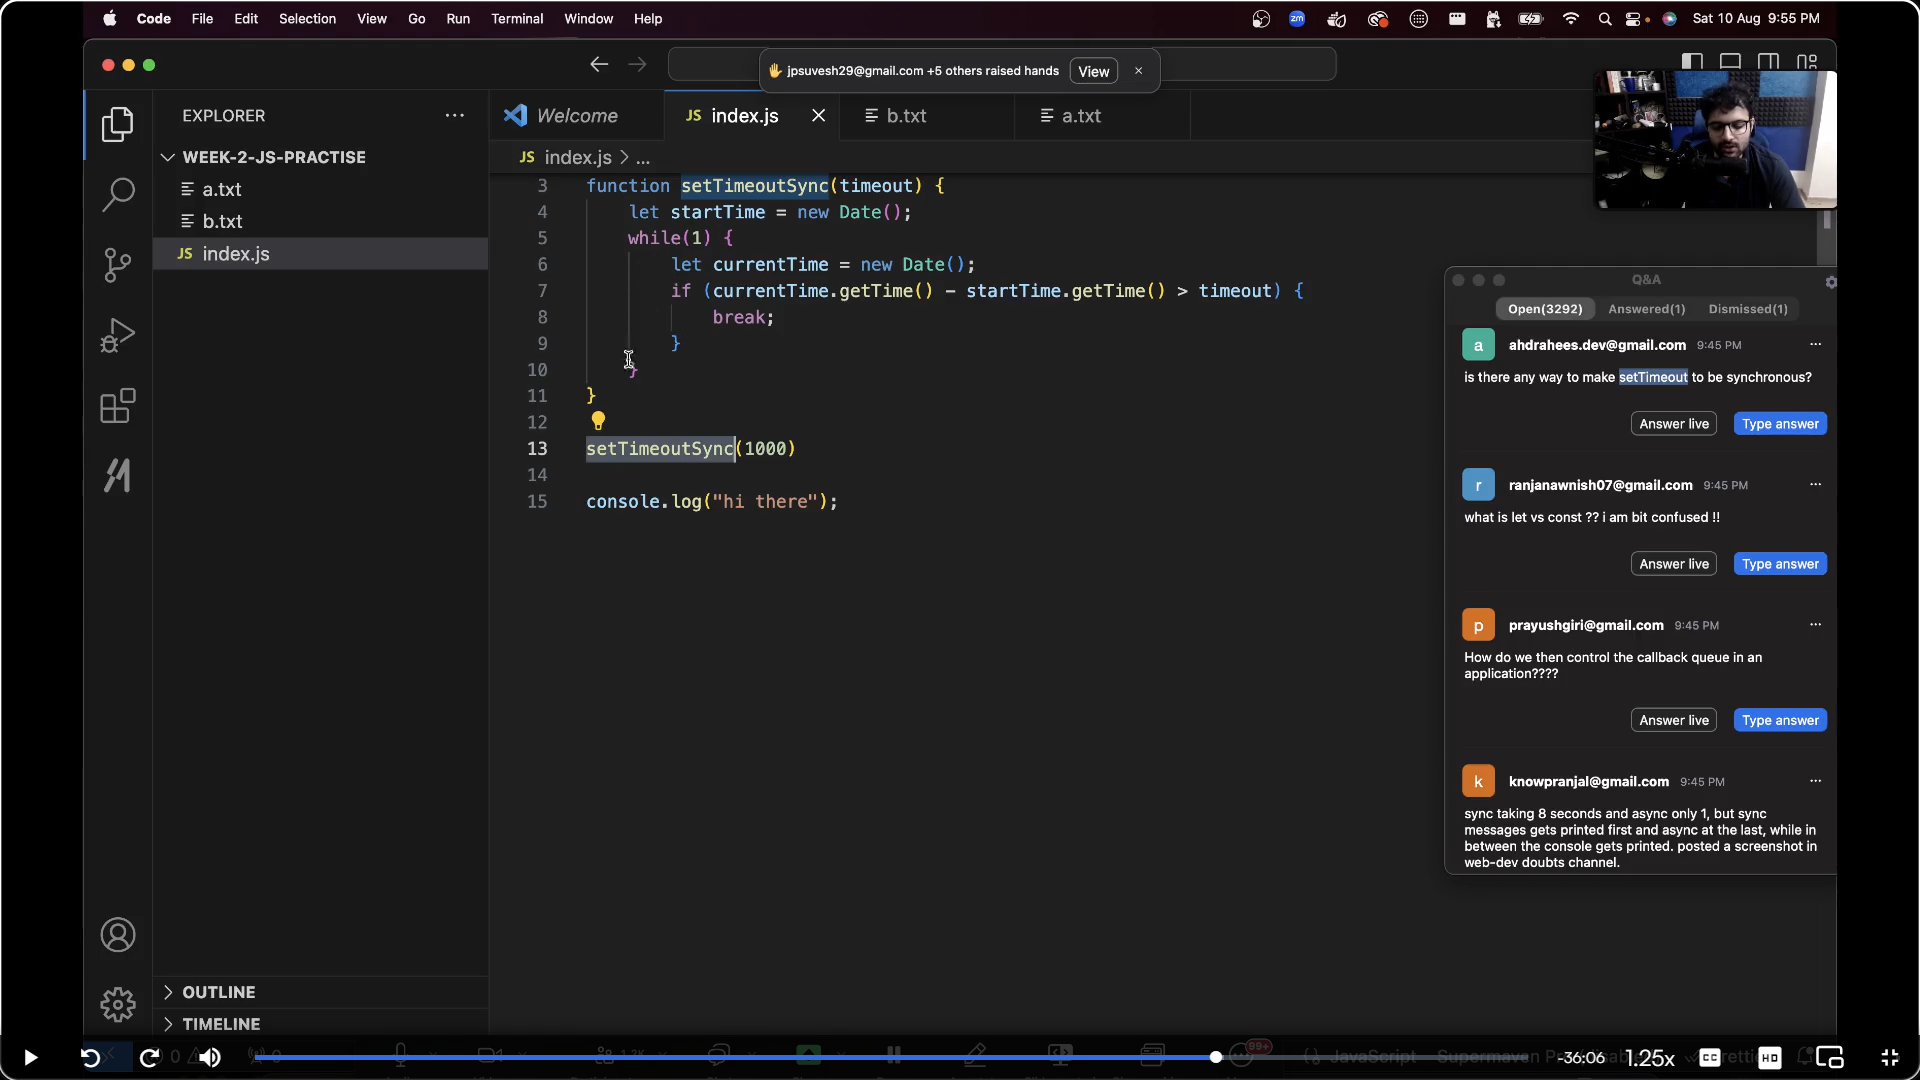 Code File Edit Selection View Go Run Terminal Window Help
zm
Sat 10 Aug 9:55 PM
jpsuvesh29@gmail.com +5 others raised hands View ×
EXPLORER
WEEK-2-JS-PRACTISE
a.txt
b.txt
JS index.js
Welcome
JS index.js
b.txt
a.txt
JS index.js > ...
3 function setTimeoutSync(timeout) {
4 let startTime = new Date();
5 while(1) {
6 let currentTime = new Date();
7 if (currentTime.getTime() - startTime.getTime() > timeout) {
8 break;
9 }
10 }
11 }
12
13 setTimeoutSync(1000)
14
15 console.log("hi there");
Q&A
Open(3292) Answered(1) Dismissed(1)
a ahdrahees.dev@gmail.com 9:45 PM
is there any way to make setTimeout to be synchronous?
Answer live Type answer
r ranjanawnish07@gmail.com 9:45 PM
what is let vs const ?? i am bit confused !!
Answer live Type answer
p prayushgiri@gmail.com 9:45 PM
How do we then control the callback queue in an
application????
Answer live Type answer
k knowpranjal@gmail.com 9:45 PM
sync taking 8 seconds and async only 1, but sync
messages gets printed first and async at the last, while in
between the console gets printed. posted a screenshot in
web-dev doubts channel.
OUTLINE
TIMELINE
99+
-36:06 1.25x CC HD